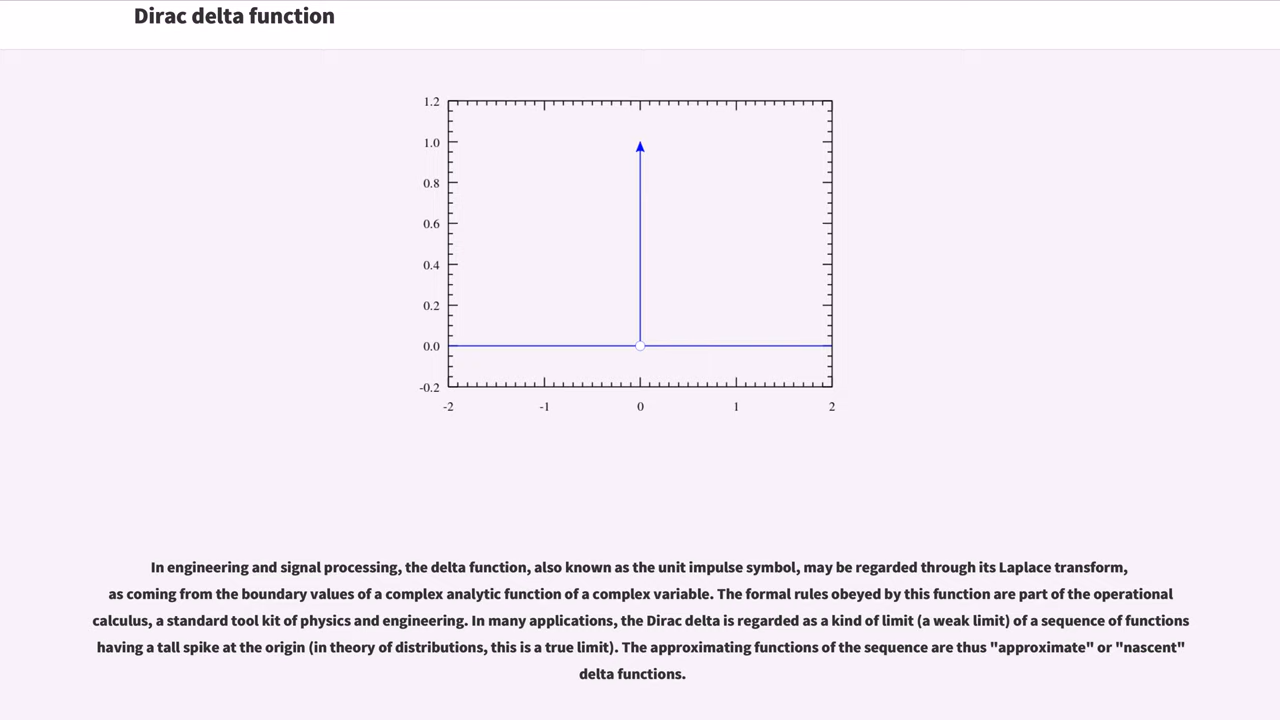 Dirac delta function
1.2
1.0
0.8
0.6
0.4
0.2
0.0
-0.2
-2 -1 0 1 2
In engineering and signal processing, the delta function, also known as the unit impulse symbol, may be regarded through its Laplace transform,
as coming from the boundary values of a complex analytic function of a complex variable. The formal rules obeyed by this function are part of the operational
calculus, a standard tool kit of physics and engineering. In many applications, the Dirac delta is regarded as a kind of limit (a weak limit) of a sequence of functions
having a tall spike at the origin (in theory of distributions, this is a true limit). The approximating functions of the sequence are thus "approximate" or "nascent"
delta functions.